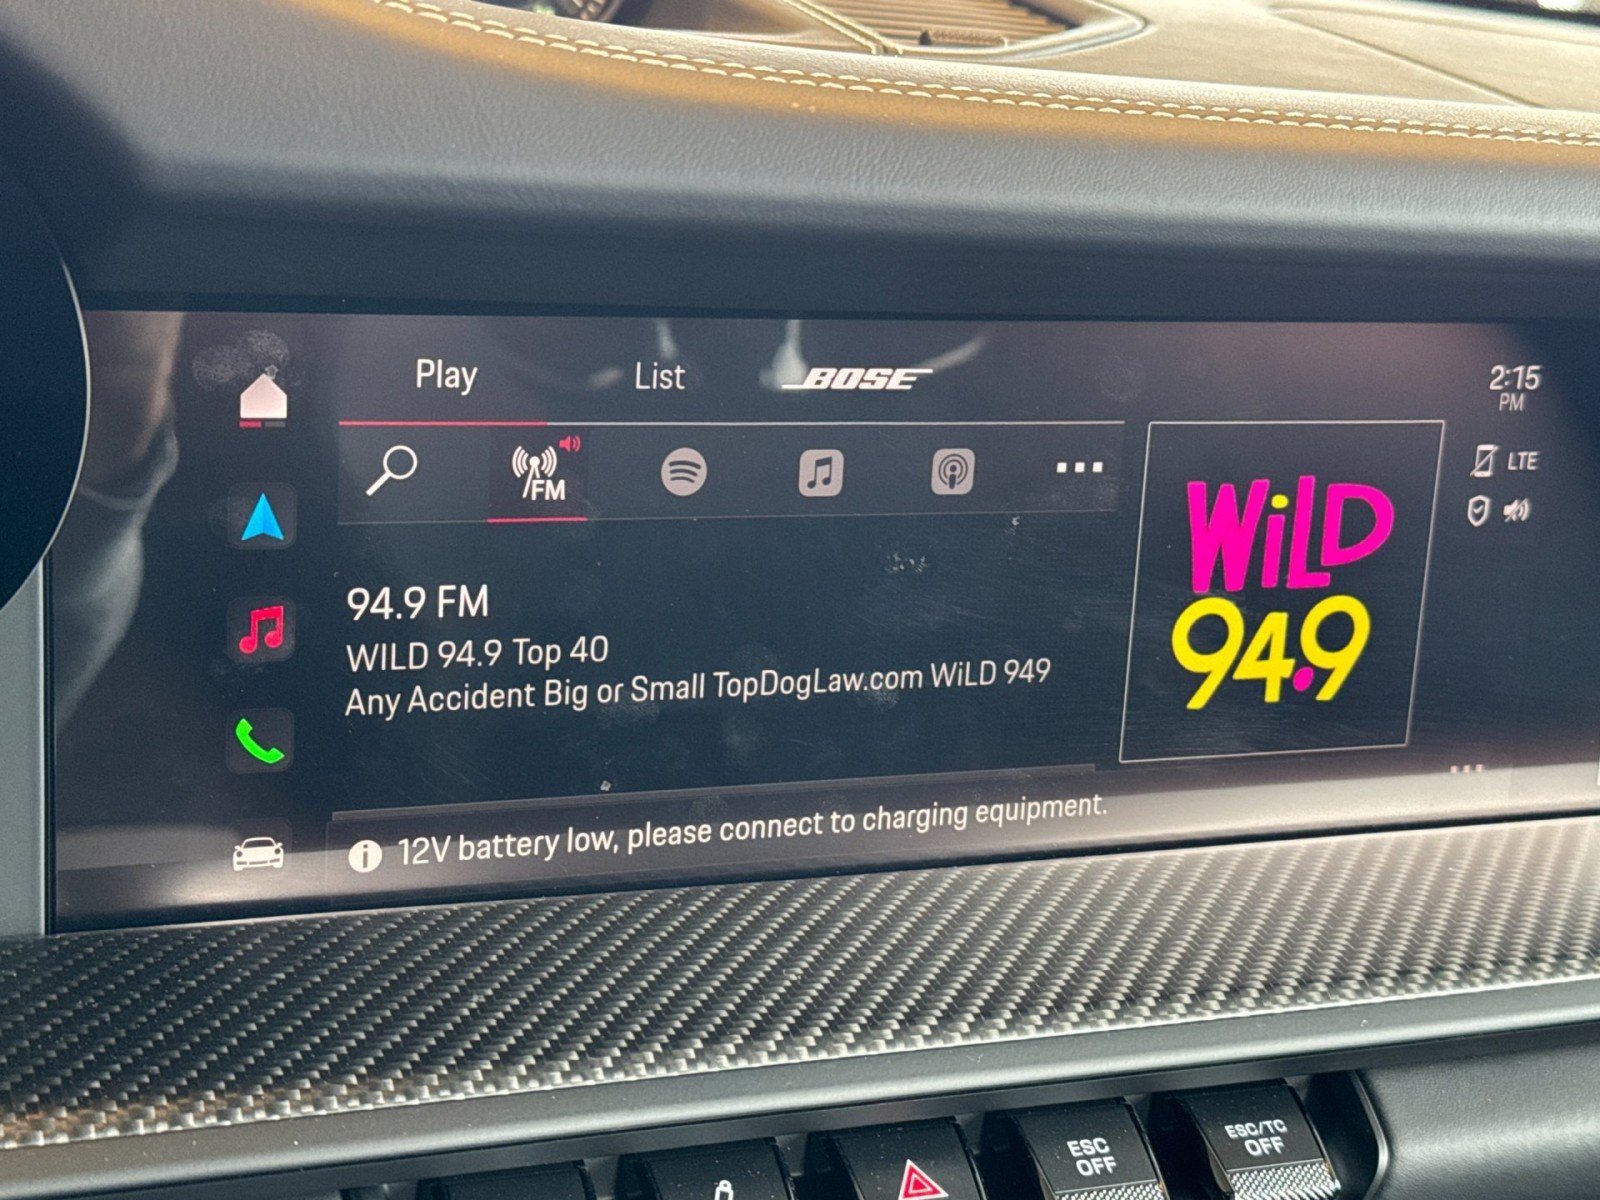 Play
List
BOSE
2:15
PM
FM
LTE
WiLD
94.9
94.9 FM
WILD 94.9 Top 40
Any Accident Big or Small TopDogLaw.com WiLD 949
12V battery low, please connect to charging equipment.
ESC
OFF
ESC/TC
OFF